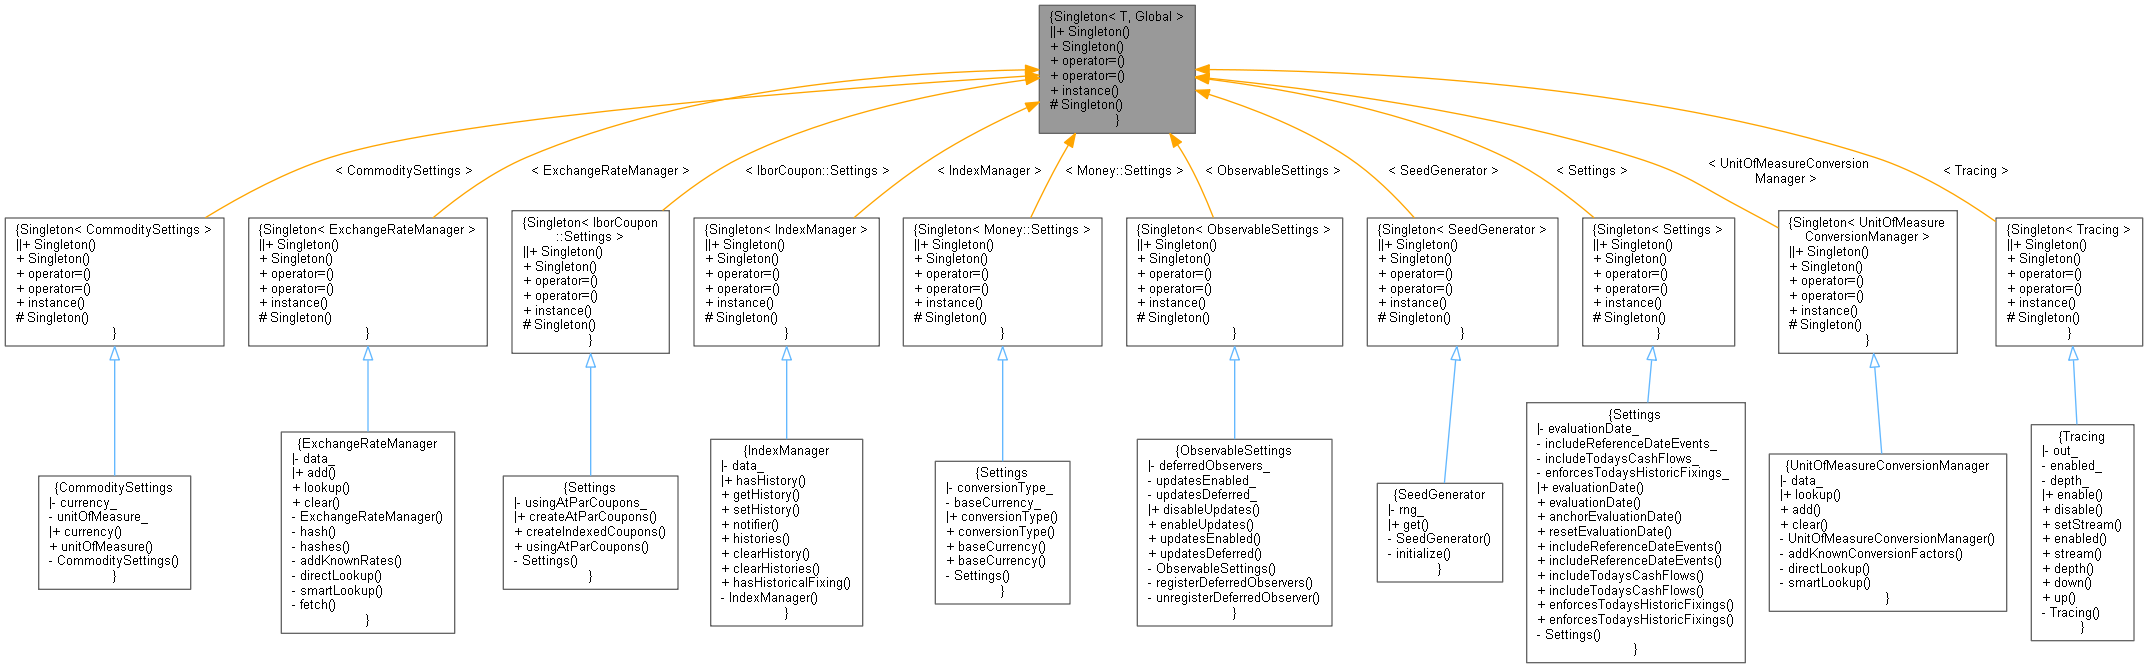 {Singleton< T, Global >
||+ Singleton()
+ Singleton()
+ operator=()
+ operator=()
+ instance()
# Singleton()
}
< CommoditySettings >
< ExchangeRateManager >
< IborCoupon::Settings >
< IndexManager >
< Money::Settings >
< ObservableSettings >
< SeedGenerator >
< Settings >
< UnitOfMeasureConversion
Manager >
< Tracing >
{Singleton< CommoditySettings >
||+ Singleton()
+ Singleton()
+ operator=()
+ operator=()
+ instance()
# Singleton()
}
{Singleton< ExchangeRateManager >
||+ Singleton()
+ Singleton()
+ operator=()
+ operator=()
+ instance()
# Singleton()
}
{Singleton< IborCoupon
::Settings >
||+ Singleton()
+ Singleton()
+ operator=()
+ operator=()
+ instance()
# Singleton()
}
{Singleton< IndexManager >
||+ Singleton()
+ Singleton()
+ operator=()
+ operator=()
+ instance()
# Singleton()
}
{Singleton< Money::Settings >
||+ Singleton()
+ Singleton()
+ operator=()
+ operator=()
+ instance()
# Singleton()
}
{Singleton< ObservableSettings >
||+ Singleton()
+ Singleton()
+ operator=()
+ operator=()
+ instance()
# Singleton()
}
{Singleton< SeedGenerator >
||+ Singleton()
+ Singleton()
+ operator=()
+ operator=()
+ instance()
# Singleton()
}
{Singleton< Settings >
||+ Singleton()
+ Singleton()
+ operator=()
+ operator=()
+ instance()
# Singleton()
}
{Singleton< UnitOfMeasure
ConversionManager >
||+ Singleton()
+ Singleton()
+ operator=()
+ operator=()
+ instance()
# Singleton()
}
{Singleton< Tracing >
||+ Singleton()
+ Singleton()
+ operator=()
+ operator=()
+ instance()
# Singleton()
}
{CommoditySettings
|- currency_
- unitOfMeasure_
|+ currency()
+ unitOfMeasure()
- CommoditySettings()
}
{ExchangeRateManager
|- data_
|+ add()
+ lookup()
+ clear()
- ExchangeRateManager()
- hash()
- hashes()
- addKnownRates()
- directLookup()
- smartLookup()
- fetch()
}
{Settings
|- usingAtParCoupons_
|+ createAtParCoupons()
+ createIndexedCoupons()
+ usingAtParCoupons()
- Settings()
}
{IndexManager
|- data_
|+ hasHistory()
+ getHistory()
+ setHistory()
+ notifier()
+ histories()
+ clearHistory()
+ clearHistories()
+ hasHistoricalFixing()
- IndexManager()
}
{Settings
|- conversionType_
- baseCurrency_
|+ conversionType()
+ conversionType()
+ baseCurrency()
+ baseCurrency()
- Settings()
}
{ObservableSettings
|- deferredObservers_
- updatesEnabled_
- updatesDeferred_
|+ disableUpdates()
+ enableUpdates()
+ updatesEnabled()
+ updatesDeferred()
- ObservableSettings()
- registerDeferredObservers()
- unregisterDeferredObserver()
}
{SeedGenerator
|- rng_
|+ get()
- SeedGenerator()
- initialize()
}
{Settings
|- evaluationDate_
- includeReferenceDateEvents_
- includeTodaysCashFlows_
- enforcesTodaysHistoricFixings_
|+ evaluationDate()
+ evaluationDate()
+ anchorEvaluationDate()
+ resetEvaluationDate()
+ includeReferenceDateEvents()
+ includeReferenceDateEvents()
+ includeTodaysCashFlows()
+ includeTodaysCashFlows()
+ enforcesTodaysHistoricFixings()
+ enforcesTodaysHistoricFixings()
- Settings()
}
{UnitOfMeasureConversionManager
|- data_
|+ lookup()
+ add()
+ clear()
- UnitOfMeasureConversionManager()
- addKnownConversionFactors()
- directLookup()
- smartLookup()
}
{Tracing
|- out_
- enabled_
- depth_
|+ enable()
+ disable()
+ setStream()
+ enabled()
+ stream()
+ depth()
+ down()
+ up()
- Tracing()
}